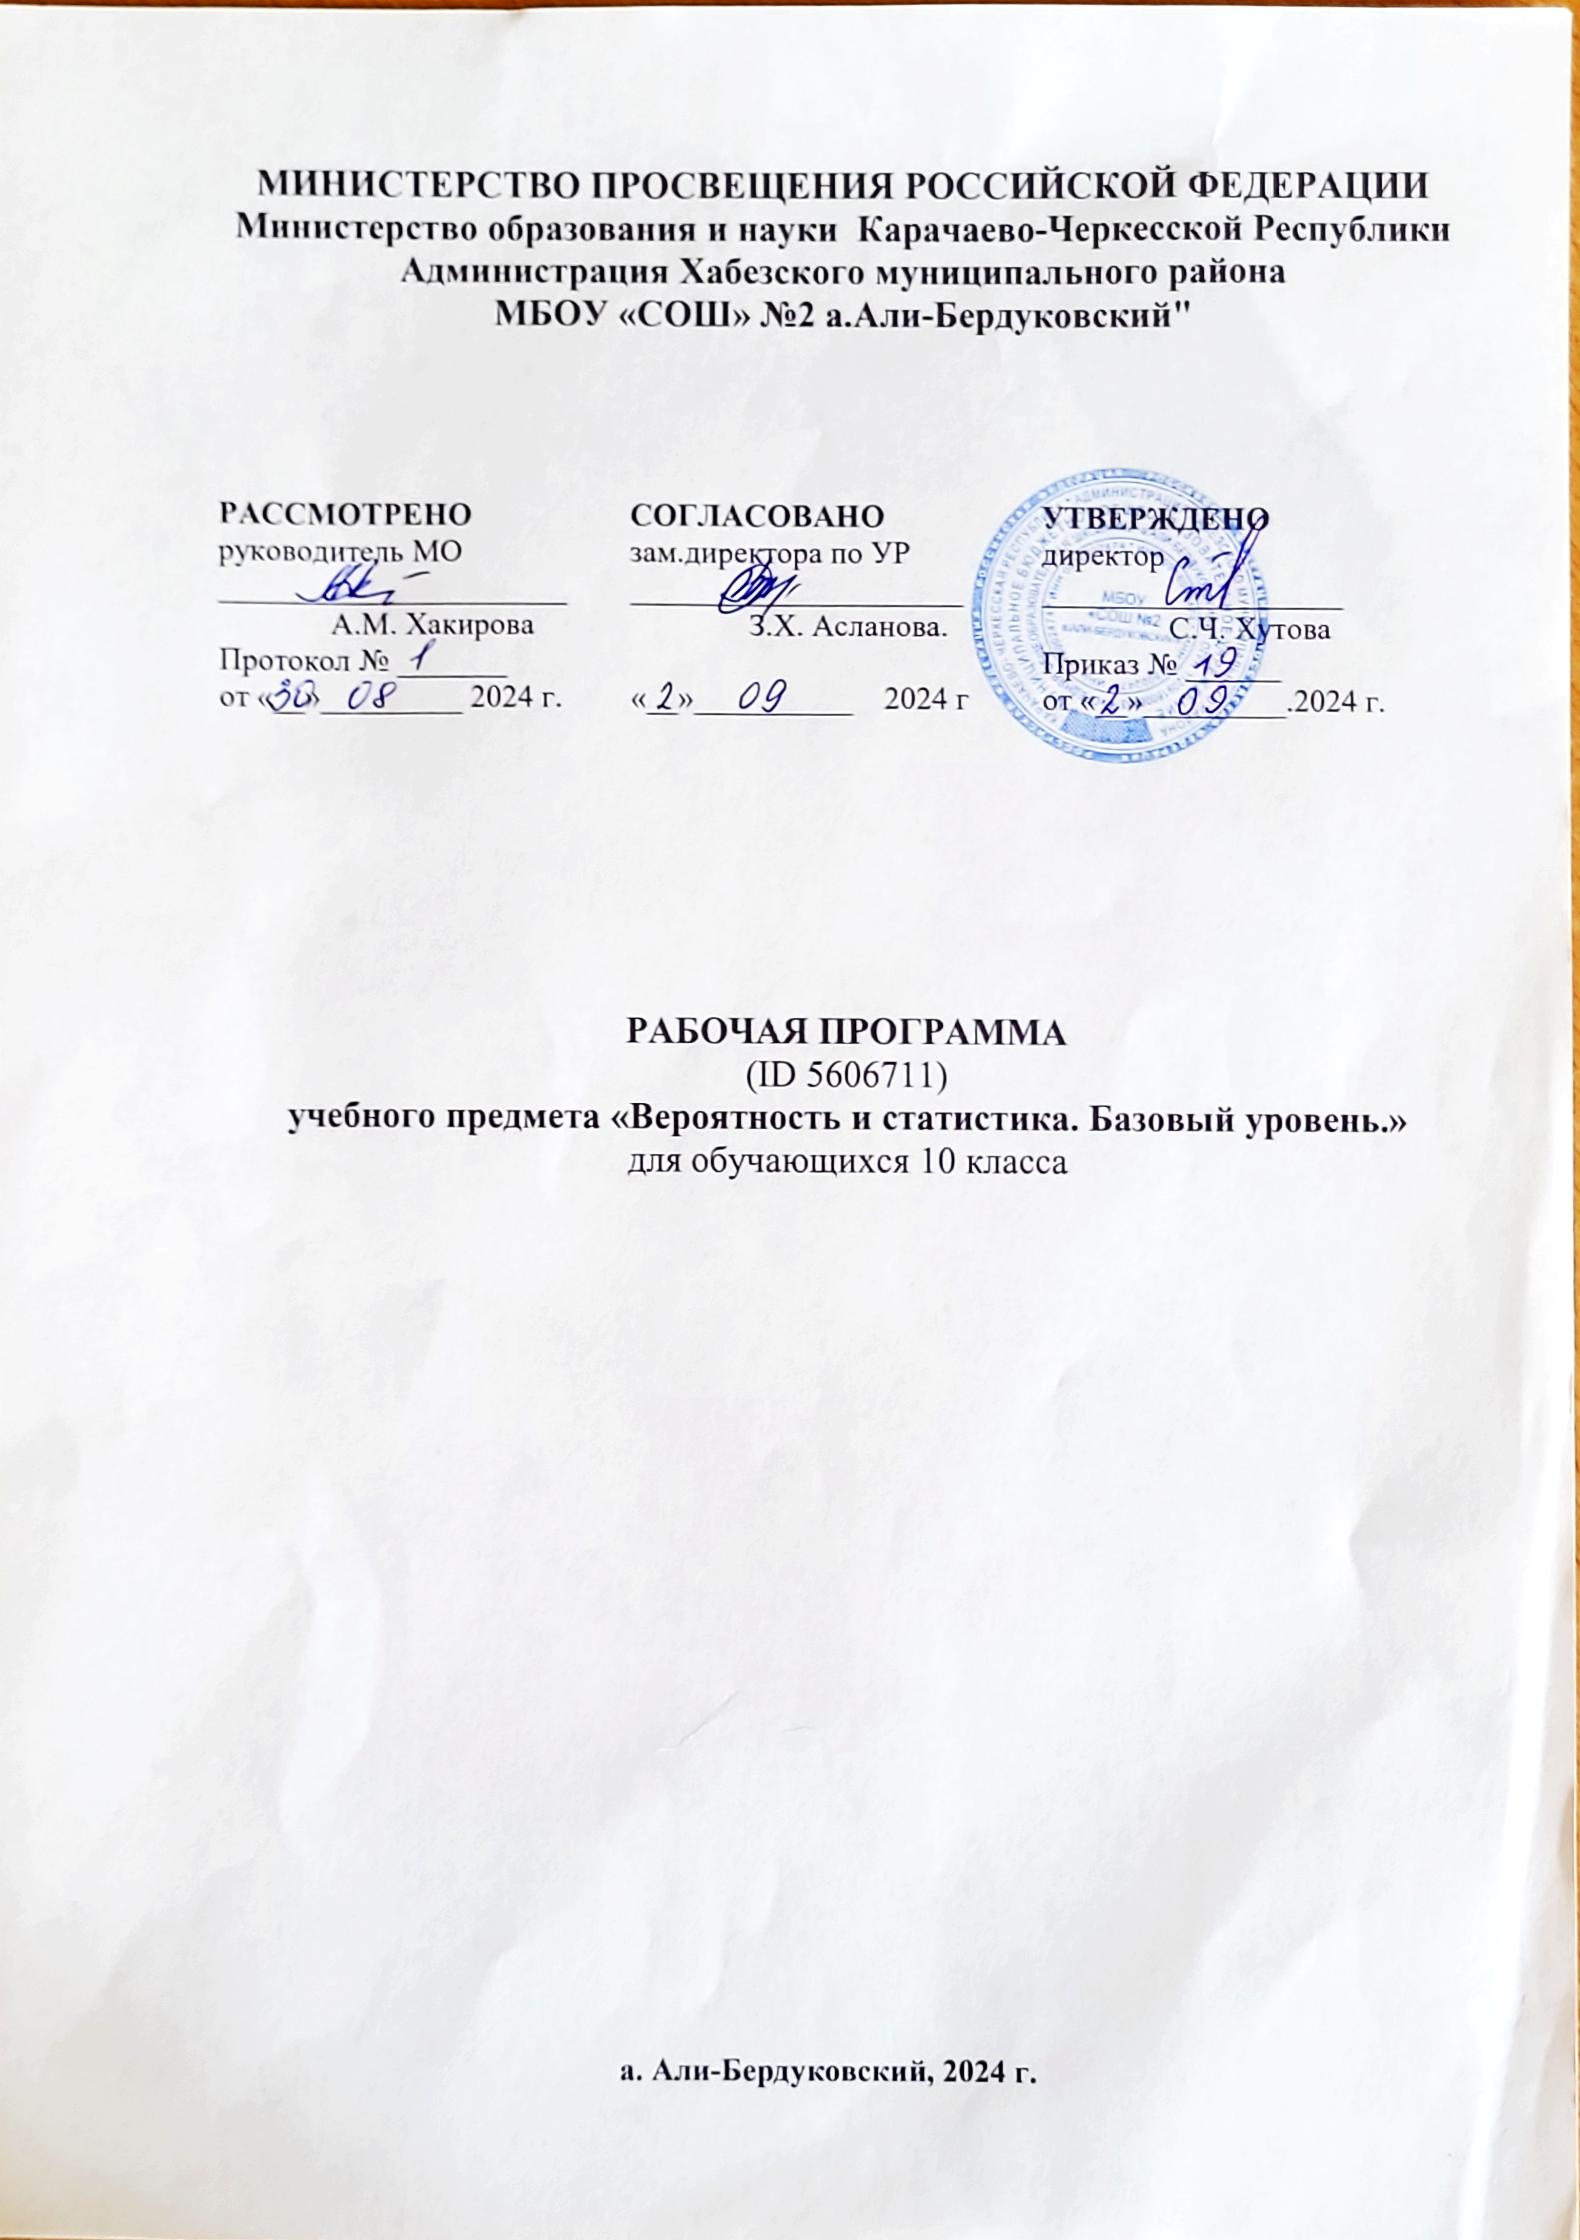 МИНИСТЕРСТВО ПРОСВЕЩЕНИЯ РОССИЙСКОЙ ФЕДЕРАЦИИ
Министерство образования и науки Карачаево-Черкесской Республики
Администрация Хабезского муниципального района
МБОУ «СОШ» №2 а.Али-Бердуковский"
РАССМОТРЕНО
руководитель МО
А.М. Хакирова
Протокол № 1
от «30» 08 2024 г.
СОГЛАСОВАНО
зам.директора по УР
З.Х. Асланова.
«2» 09 2024 г
УТВЕРЖДЕНО
директор
С.Ч. Хутова
Приказ № 19
от «2» 09 .2024 г.
МБОУ
«СОШ №2
РАБОЧАЯ ПРОГРАММА
(ID 5606711)
учебного предмета «Вероятность и статистика. Базовый уровень.»
для обучающихся 10 класса
а. Али-Бердуковский, 2024 г.